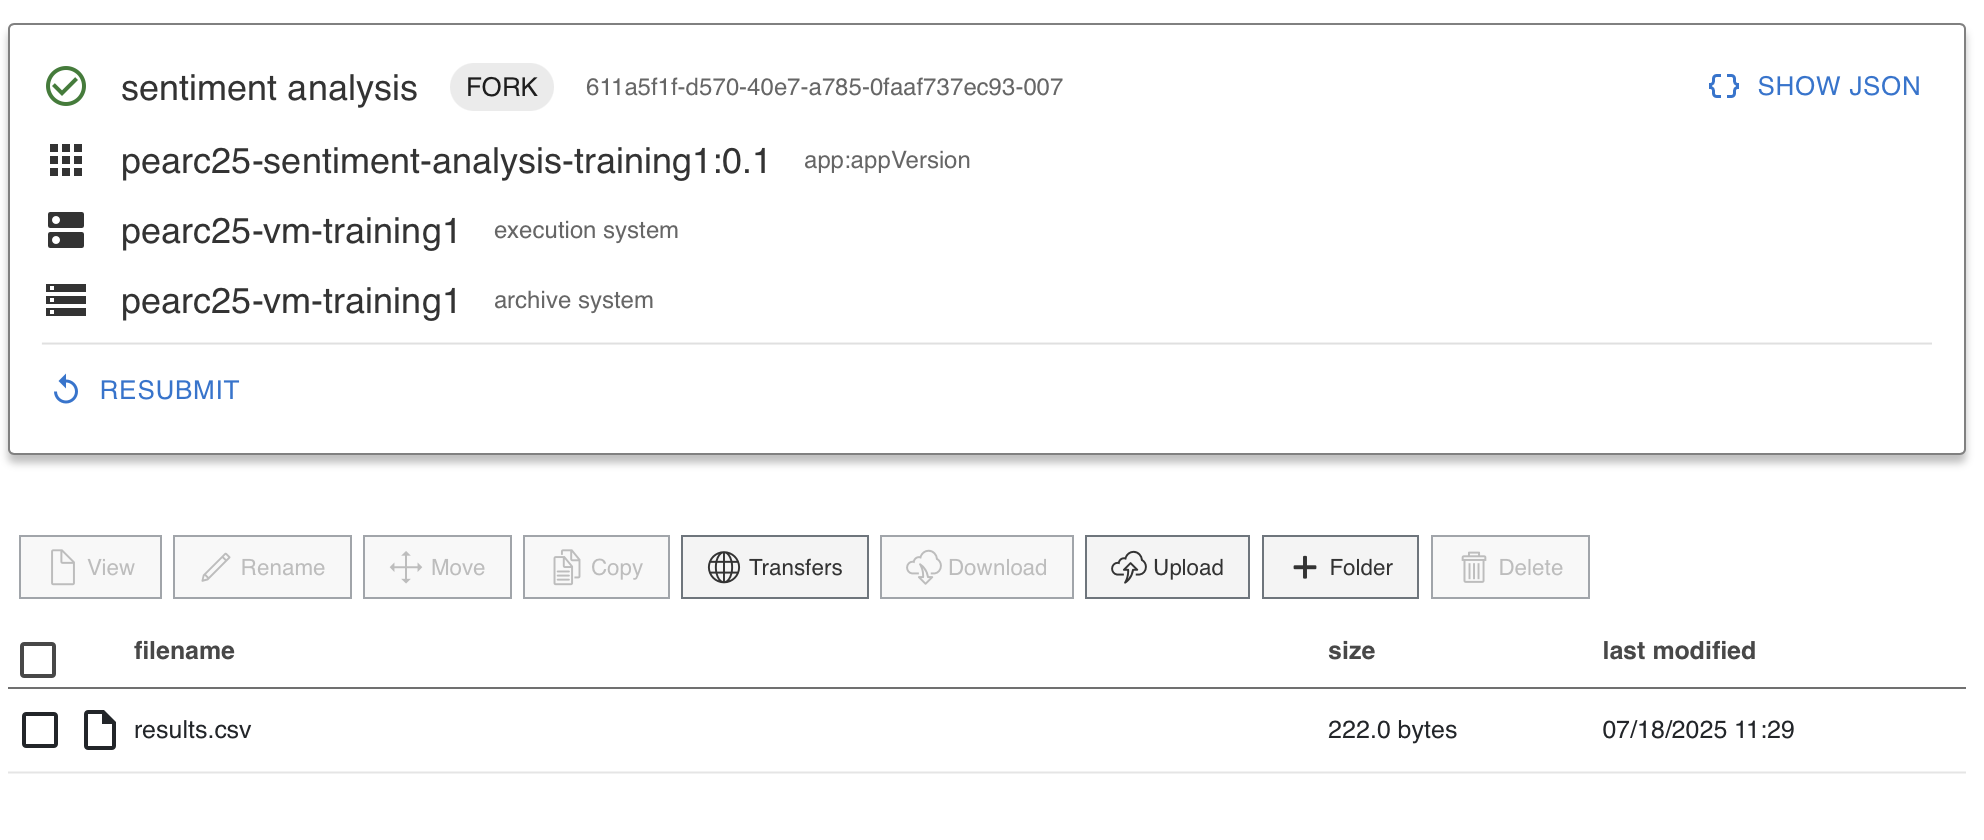 sentiment analysis FORK 611a5f1f-d570-40e7-a785-0faaf737ec93-007 SHOW JSON
pearc25-sentiment-analysis-training1:0.1 app:appVersion
pearc25-vm-training1 execution system
pearc25-vm-training1 archive system
RESUBMIT
View Rename Move Copy Transfers Download Upload Folder Delete
filename size last modified
results.csv 222.0 bytes 07/18/2025 11:29